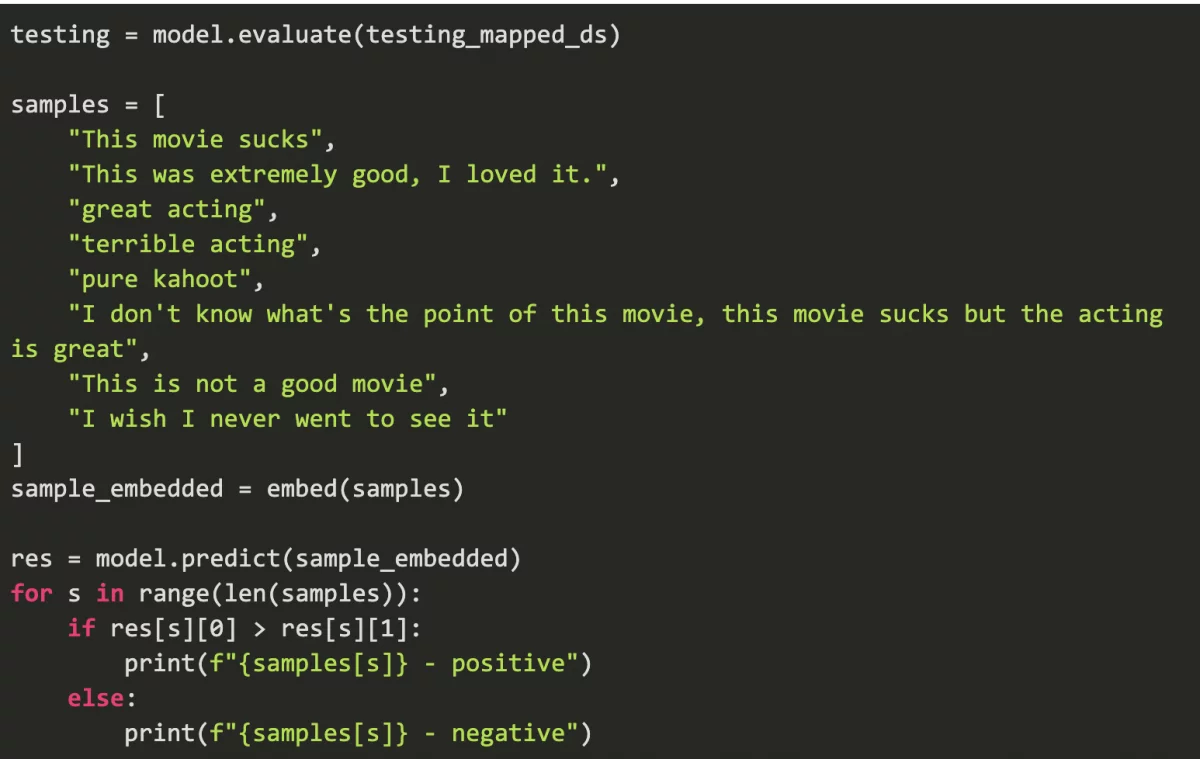 testing = model.evaluate(testing_mapped_ds)
samples = [
    "This movie sucks",
    "This was extremely good, I loved it.",
    "great acting",
    "terrible acting",
    "pure kahoot",
    "I don't know what's the point of this movie, this movie sucks but the acting
is great",
    "This is not a good movie",
    "I wish I never went to see it"
]
sample_embedded = embed(samples)
res = model.predict(sample_embedded)
for s in range(len(samples)):
    if res[s][0] > res[s][1]:
        print(f"{samples[s]} - positive")
    else:
        print(f"{samples[s]} - negative")